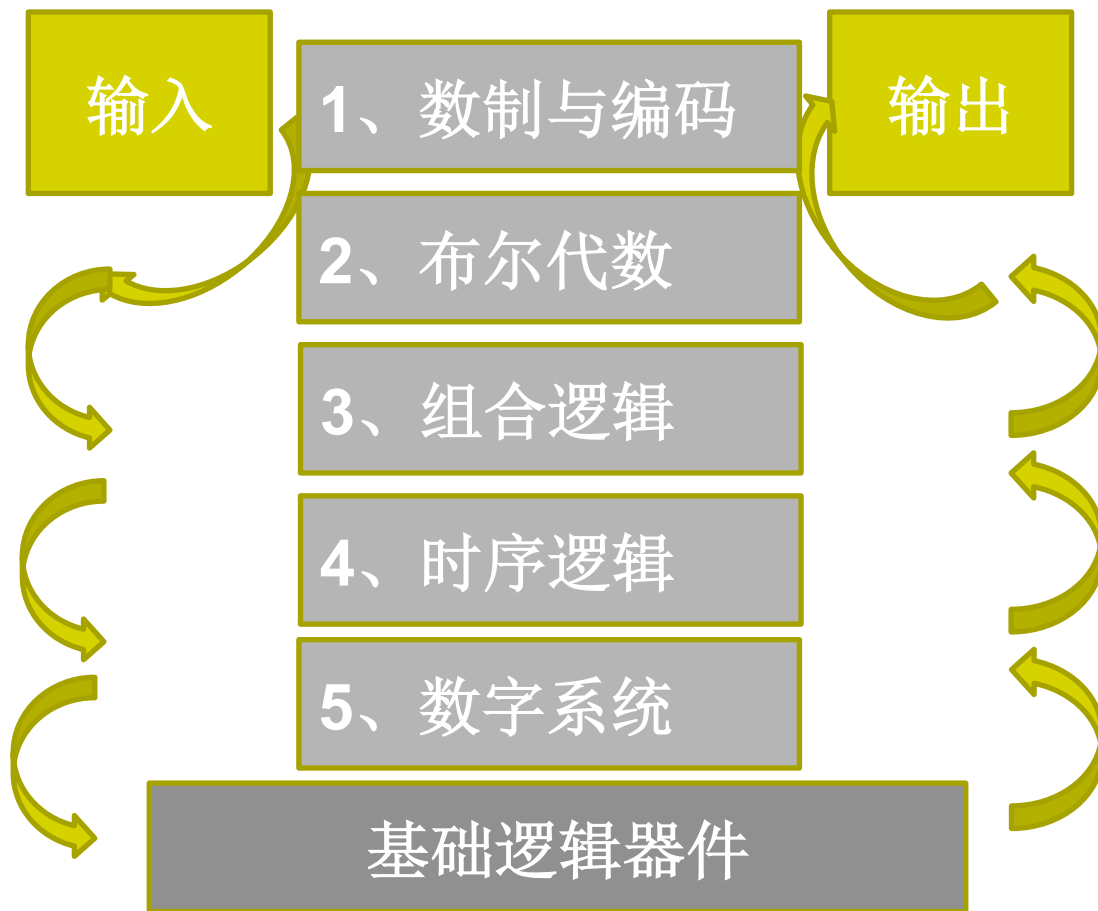 输入
1、数制与编码
输出
2、布尔代数
3、组合逻辑
4、时序逻辑
5、数字系统
基础逻辑器件